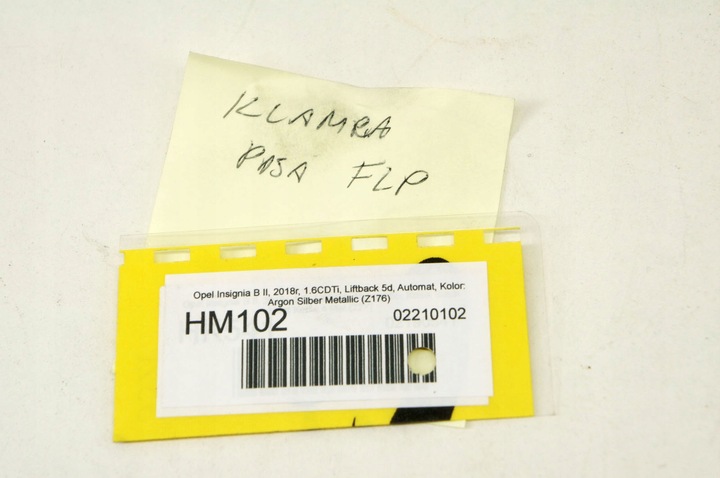 KLAMRA
PASA FLP
Opel Insignia B II, 2018r, 1.6CDTi, Liftback 5d, Automat, Kolor:
Argon Silber Metallic (Z176)
HM102
02210102